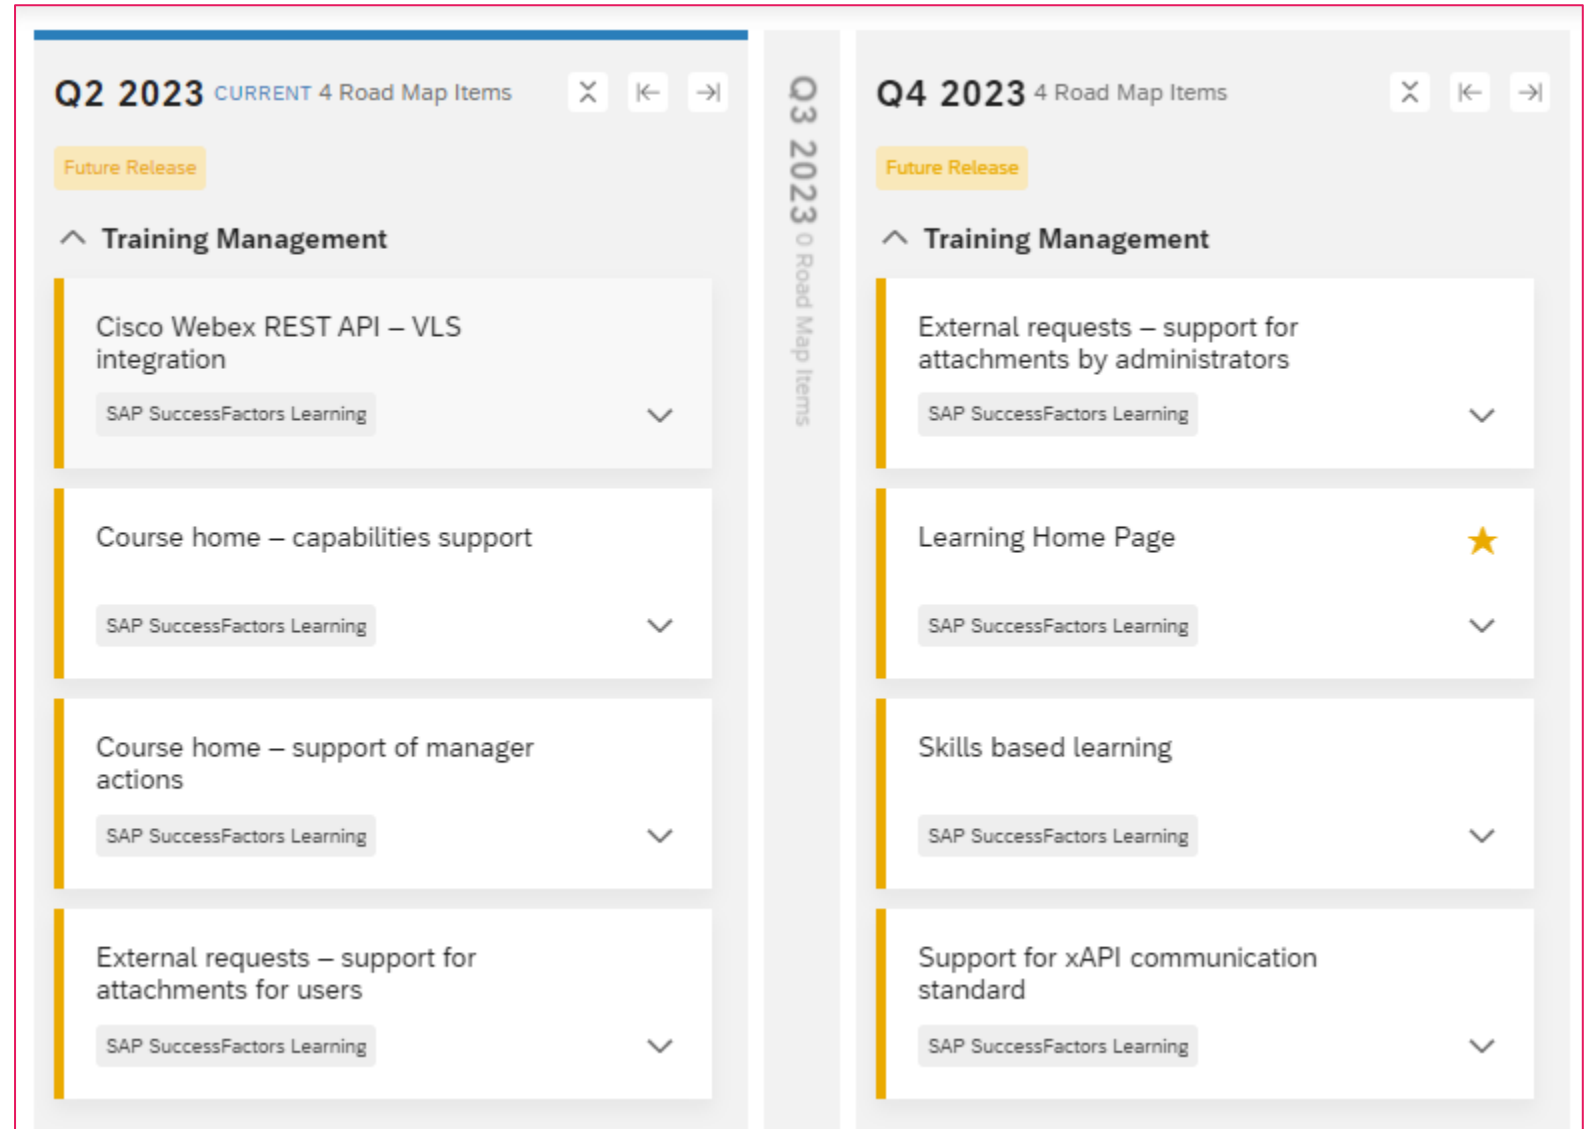 Q2 2023 CURRENT 4 Road Map Items
Future Release
Training Management
Cisco Webex REST API – VLS
integration
SAP SuccessFactors Learning
Course home – capabilities support
SAP SuccessFactors Learning
Course home – support of manager
actions
SAP SuccessFactors Learning
External requests – support for
attachments for users
SAP SuccessFactors Learning
Q3 2023 0 Road Map Items
Q4 2023 4 Road Map Items
Future Release
Training Management
External requests – support for
attachments by administrators
SAP SuccessFactors Learning
Learning Home Page
SAP SuccessFactors Learning
Skills based learning
SAP SuccessFactors Learning
Support for xAPI communication
standard
SAP SuccessFactors Learning